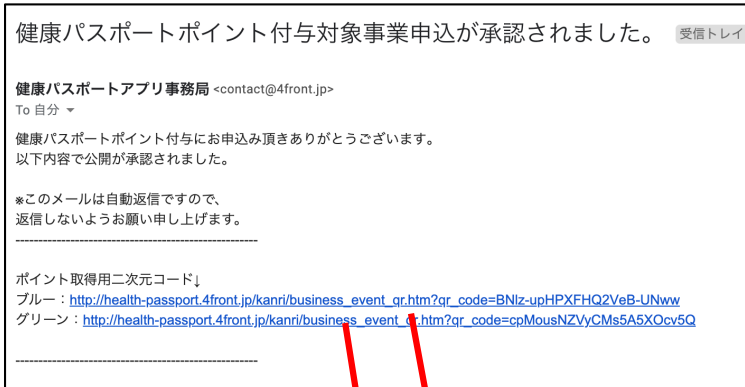 健康パスポートポイント付与対象事業申込が承認されました。 受信トレイ
健康パスポートアプリ事務局 <contact@4front.jp>
To 自分
健康パスポートポイント付与にお申込み頂きありがとうございます。
以下内容で公開が承認されました。
※このメールは自動返信ですので、
返信しないようお願い申し上げます。
------------------------------------------------------
ポイント取得用二次元コード↓
ブルー：http://health-passport.4front.jp/kanri/business_event_qr.htm?qr_code=BNlz-upHPXFHQ2VeB-UNww
グリーン：http://health-passport.4front.jp/kanri/business_event_qr.htm?qr_code=cpMousNZVyCMs5A5XOcv5Q
------------------------------------------------------